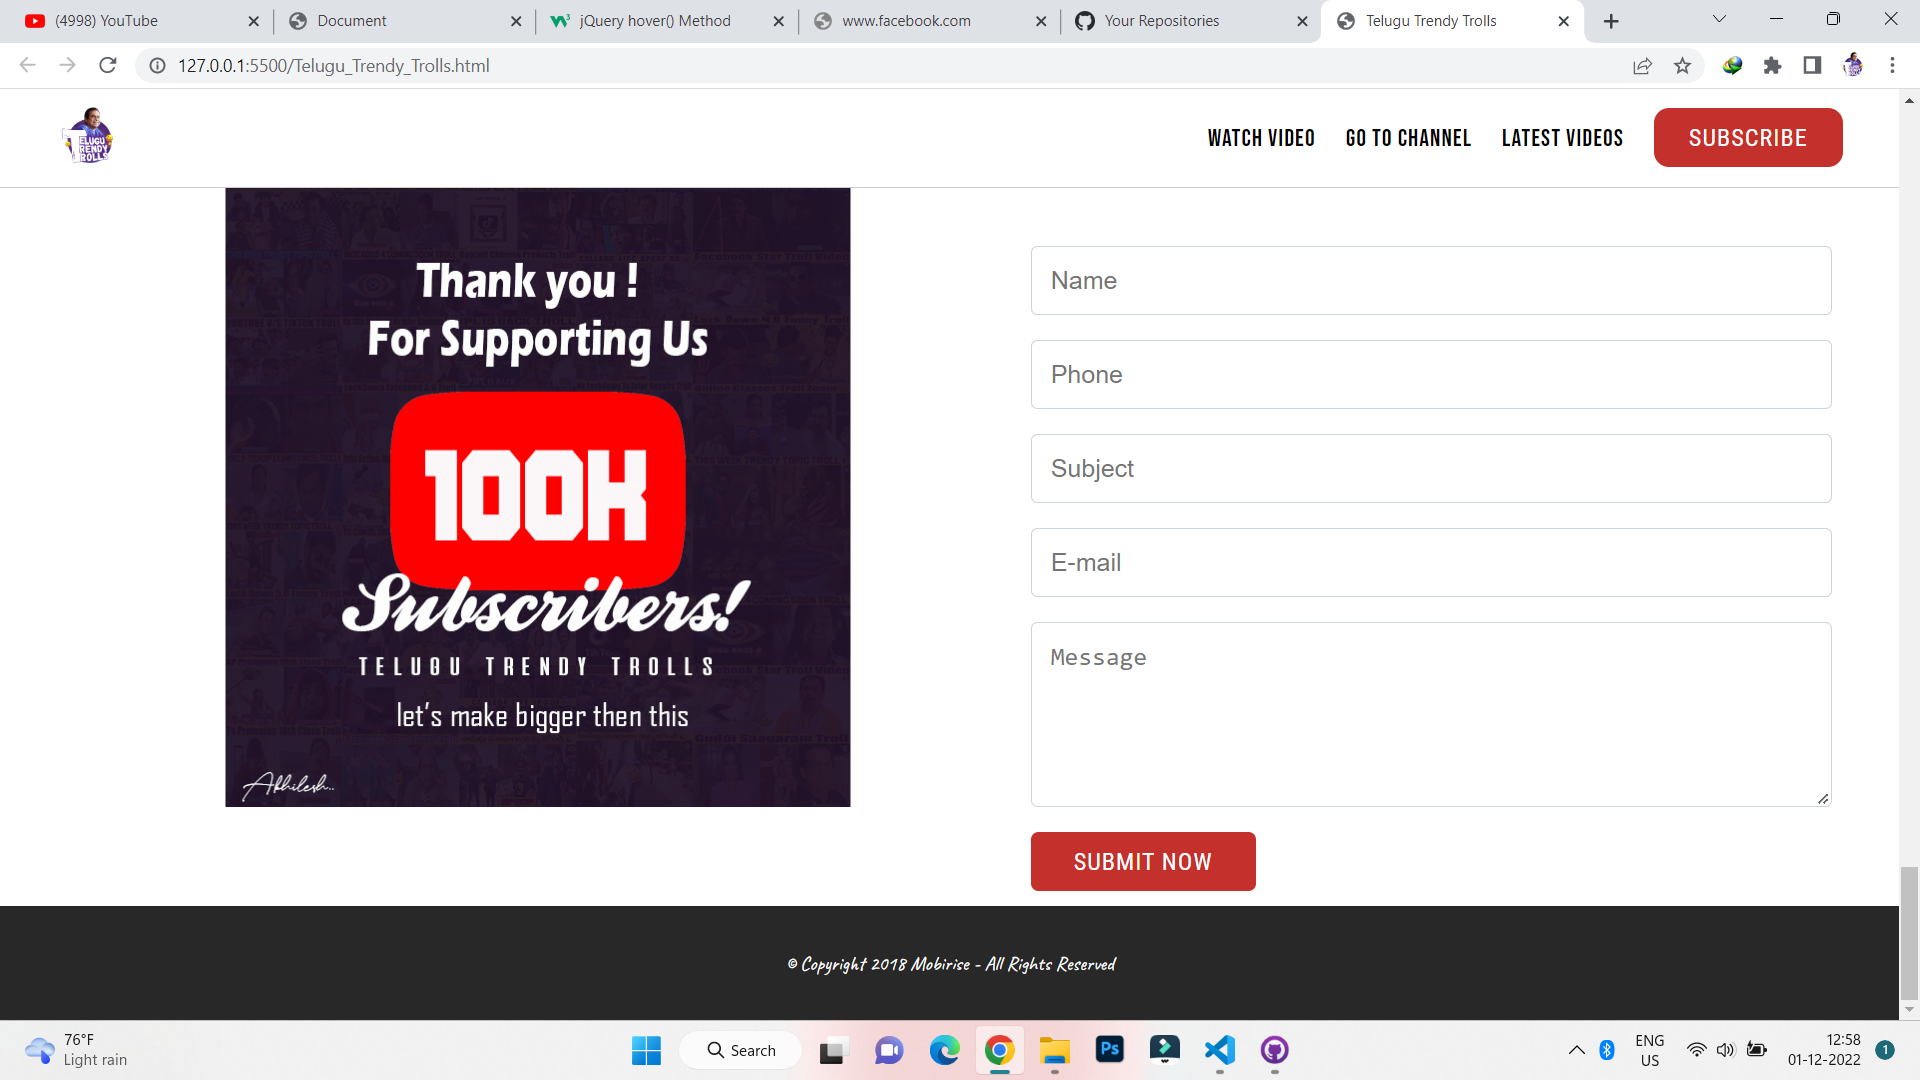 (4998) YouTube
Document
jQuery hover() Method
www.facebook.com
Your Repositories
Telugu Trendy Trolls
127.0.0.1:5500/Telugu_Trendy_Trolls.html
TELUGU
TRENDY
TROLLS
WATCH VIDEO
GO TO CHANNEL
LATEST VIDEOS
SUBSCRIBE
Thank you !
For Supporting Us
100K
Subscribers!
TELUGU TRENDY TROLLS
let's make bigger then this
Abhilesh..
Name
Phone
Subject
E-mail
Message
SUBMIT NOW
© Copyright 2018 Mobirise - All Rights Reserved
76°F
Light rain
Search
Ps
ENG
US
12:58
01-12-2022
1